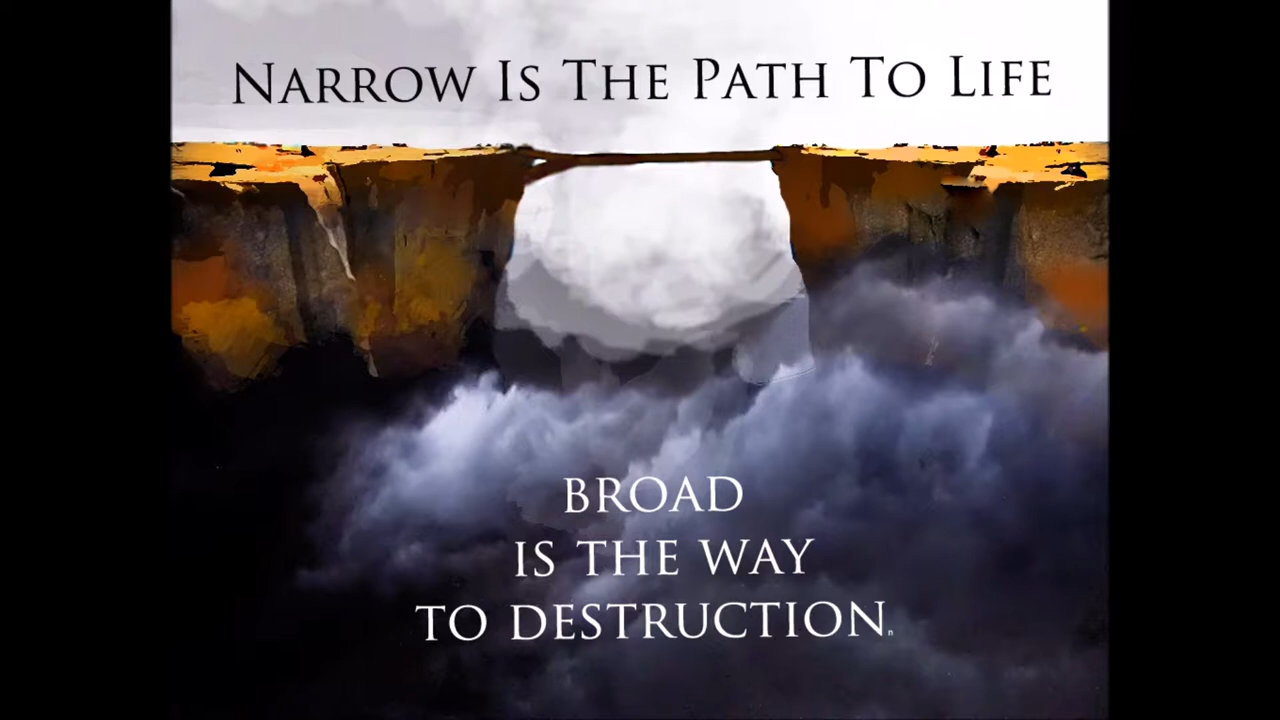 Narrow Is The Path To Life
BROAD
IS THE WAY
TO DESTRUCTION.